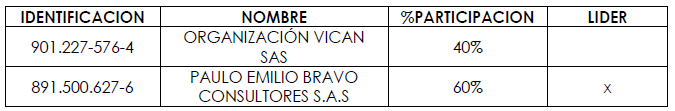 IDENTIFICACION NOMBRE %PARTICIPACION LIDER
901.227-576-4 ORGANIZACIÓN VICAN SAS 40%
891.500.627-6 PAULO EMILIO BRAVO CONSULTORES S.A.S 60% x